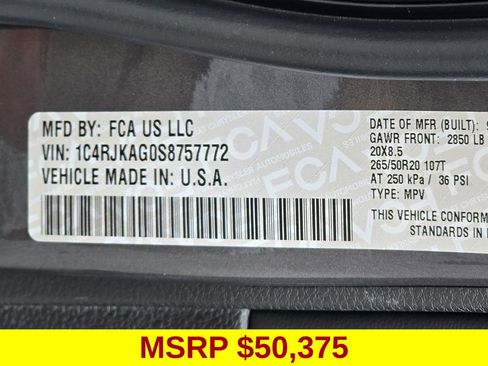 MFD BY: FCA US LLC
VIN: 1C4RJKAG0S8757772
VEHICLE MADE IN: U.S.A.
DATE OF MFR (BUILT):
GAWR FRONT: 2850 LB
20X8.5
265/50R20 107T
AT 250 kPa / 36 PSI
TYPE: MPV
THIS VEHICLE CONFORM
STANDARDS IN
MSRP $50,375